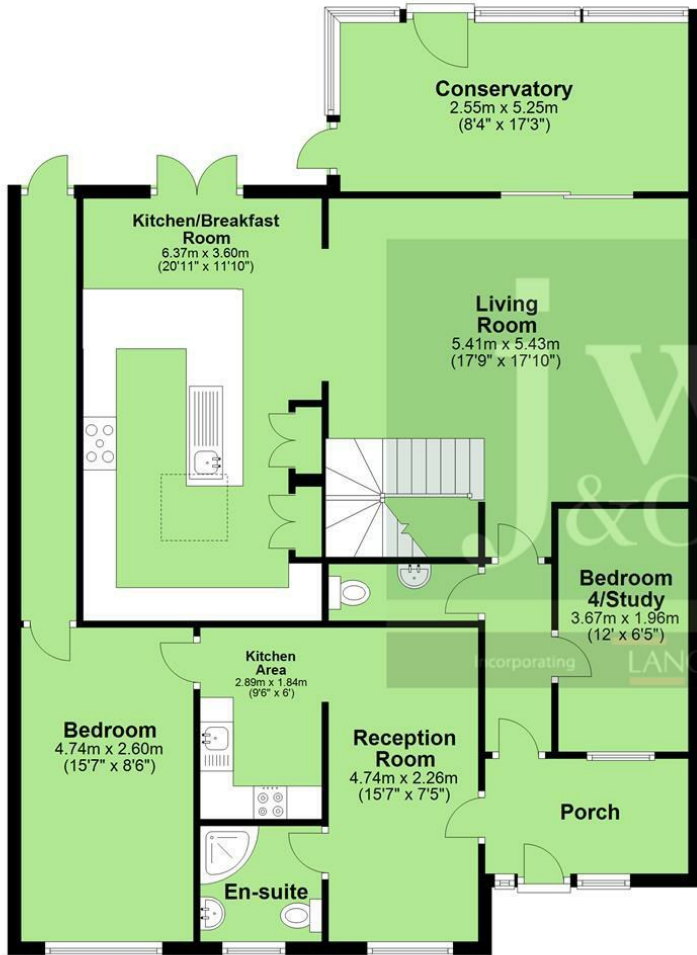 Conservatory
2.55m x 5.25m
(8'4" x 17'3")
Kitchen/Breakfast
Room
6.37m x 3.60m
(20'11" x 11'10")
Living
Room
5.41m x 5.43m
(17'9" x 17'10")
jw
&C
Bedroom
4/Study
3.67m x 1.96m
(12' x 6'5")
incorporating
LANG
Kitchen
Area
2.89m x 1.84m
(9'6" x 6')
Bedroom
4.74m x 2.60m
(15'7" x 8'6")
Reception
Room
4.74m x 2.26m
(15'7" x 7'5")
Porch
En-suite